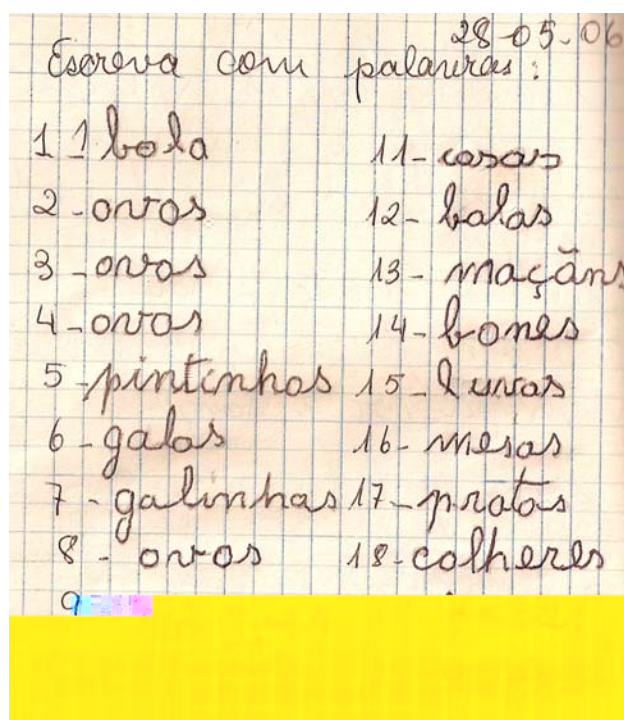 28-05-06
Escreva com palavras:
1 1 bola
2-ovos
3-ovos
4-ovos
5-pintinhos
6-galos
7-galinhas
8-ovos
9
11-casas
12-balas
13-maçãns
14-bones
15-luvas
16-mesas
17-pratos
18-colheres